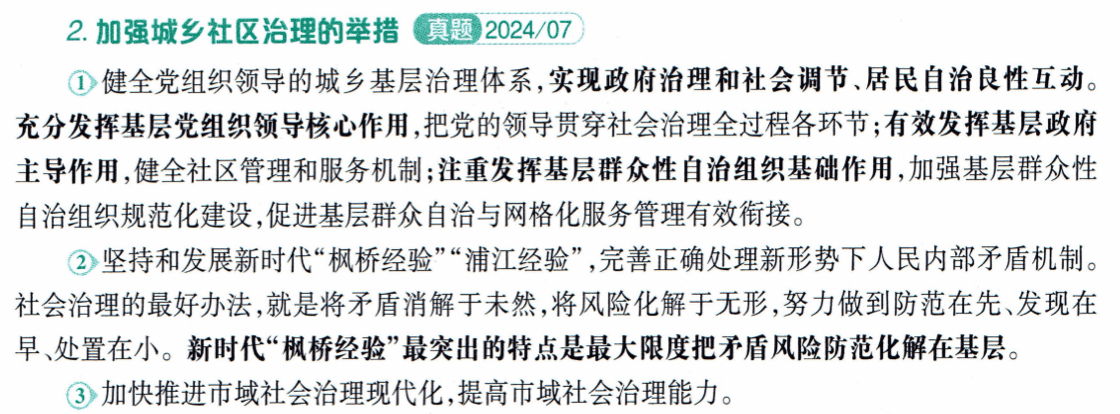 2. 加强城乡社区治理的举措 真题 2024/07
①健全党组织领导的城乡基层治理体系,实现政府治理和社会调节、居民自治良性互动。
充分发挥基层党组织领导核心作用,把党的领导贯穿社会治理全过程各环节;有效发挥基层政府
主导作用,健全社区管理和服务机制;注重发挥基层群众性自治组织基础作用,加强基层群众性
自治组织规范化建设,促进基层群众自治与网格化服务管理有效衔接。
②坚持和发展新时代“枫桥经验”“浦江经验”,完善正确处理新形势下人民内部矛盾机制。
社会治理的最好办法,就是将矛盾消解于未然,将风险化解于无形,努力做到防范在先、发现在
早、处置在小。新时代“枫桥经验”最突出的特点是最大限度把矛盾风险防范化解在基层。
③加快推进市域社会治理现代化,提高市域社会治理能力。